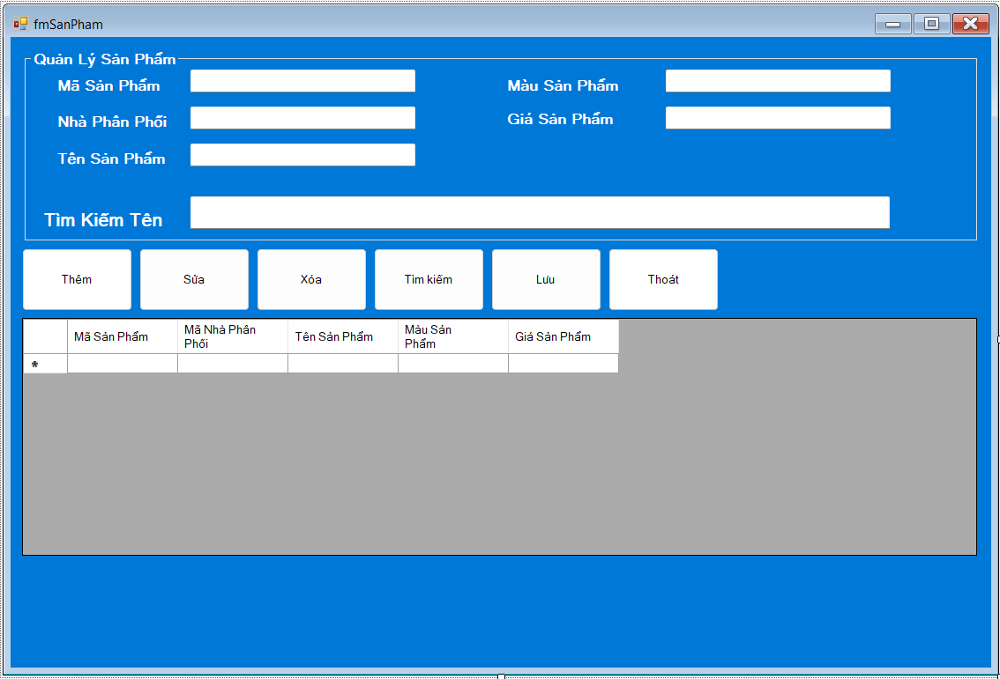 fmSanPham
Quản Lý Sản Phẩm
Mã Sản Phẩm
Màu Sản Phẩm
Nhà Phân Phối
Giá Sản Phẩm
Tên Sản Phẩm
Tìm Kiếm Tên
Thêm
Sửa
Xóa
Tìm kiếm
Lưu
Thoát
Mã Sản Phẩm
Mã Nhà Phân
Phối
Tên Sản Phẩm
Màu Sản
Phẩm
Giá Sản Phẩm
*